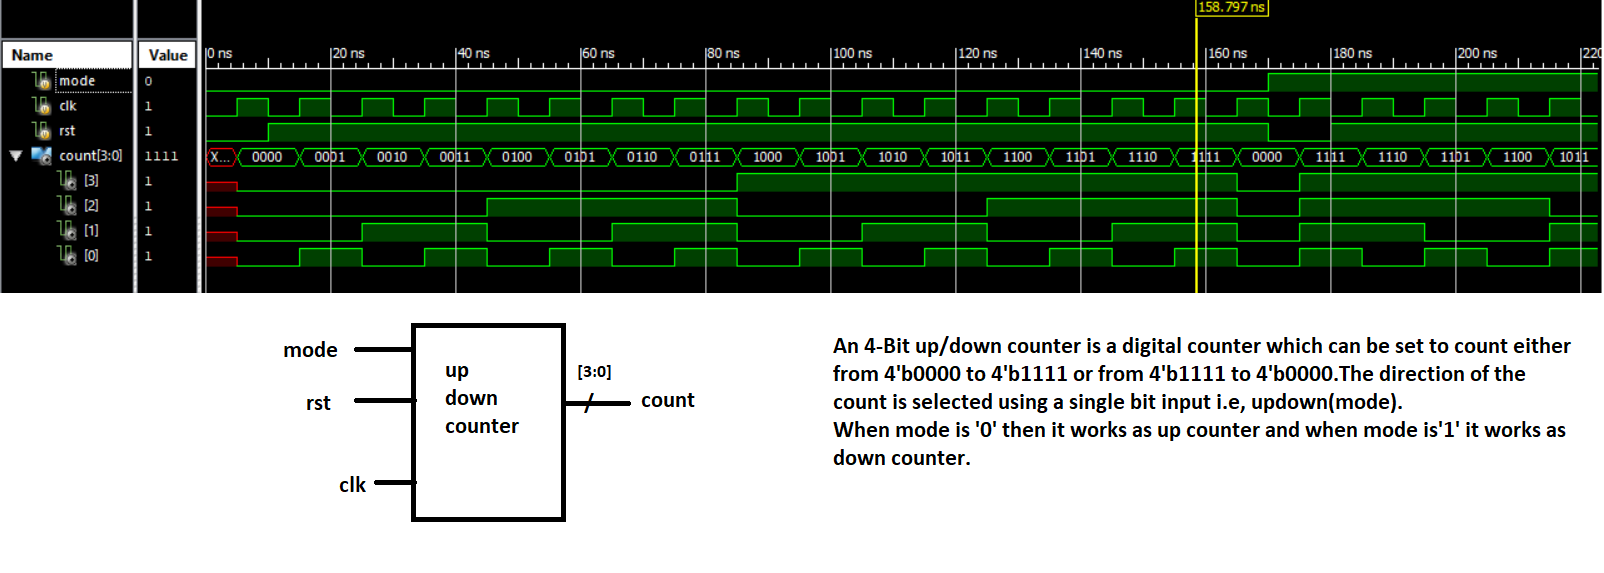 158.797 ns
Name Value 0 ns 20 ns 40 ns 60 ns 80 ns 100 ns 120 ns 140 ns 160 ns 180 ns 200 ns 220
mode 0
clk 1
rst 1
count[3:0] 1111 X... 0000 0001 0010 0011 0100 0101 0110 0111 1000 1001 1010 1011 1100 1101 1110 1111 0000 1111 1110 1101 1100 1011
[3] 1
[2] 1
[1] 1
[0] 1
mode
rst
clk
up
down
counter
[3:0]
count
An 4-Bit up/down counter is a digital counter which can be set to count either
from 4'b0000 to 4'b1111 or from 4'b1111 to 4'b0000.The direction of the
count is selected using a single bit input i.e, updown(mode).
When mode is '0' then it works as up counter and when mode is'1' it works as
down counter.